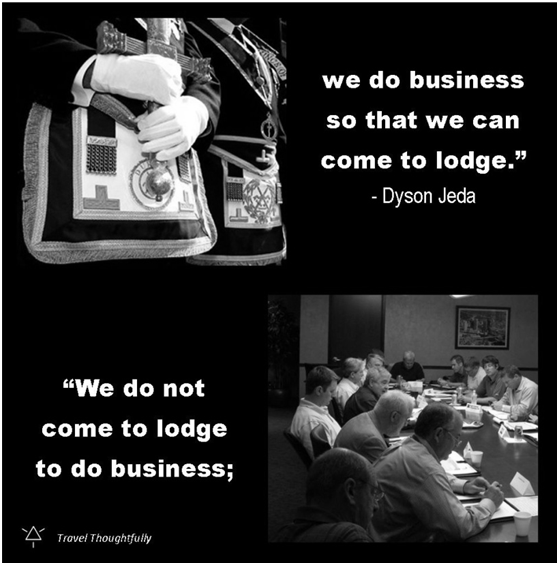 we do business
so that we can
come to lodge.”
- Dyson Jeda
“We do not
come to lodge
to do business;
Travel Thoughtfully